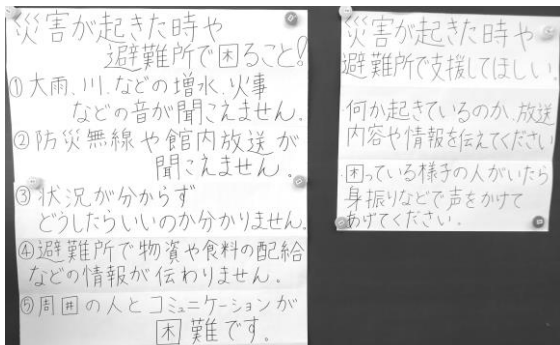 災害が起きた時や
避難所で困ること!
①大雨、川、などの増水、火事
などの音が聞こえません。
②防災無線や館内放送が
聞こえません。
③状況が分からず
どうしたらいいのか分かりません。
④避難所で物資や食料の配給
などの情報が伝わりません。
⑤周囲の人とコミュニケーションが
困難です。
災害が起きた時や
避難所で支援してほしい
何か起きているのか、放送
内容や情報を伝えてください
困っている様子の人がいたら
身振りなどで声をかけて
あげてください。